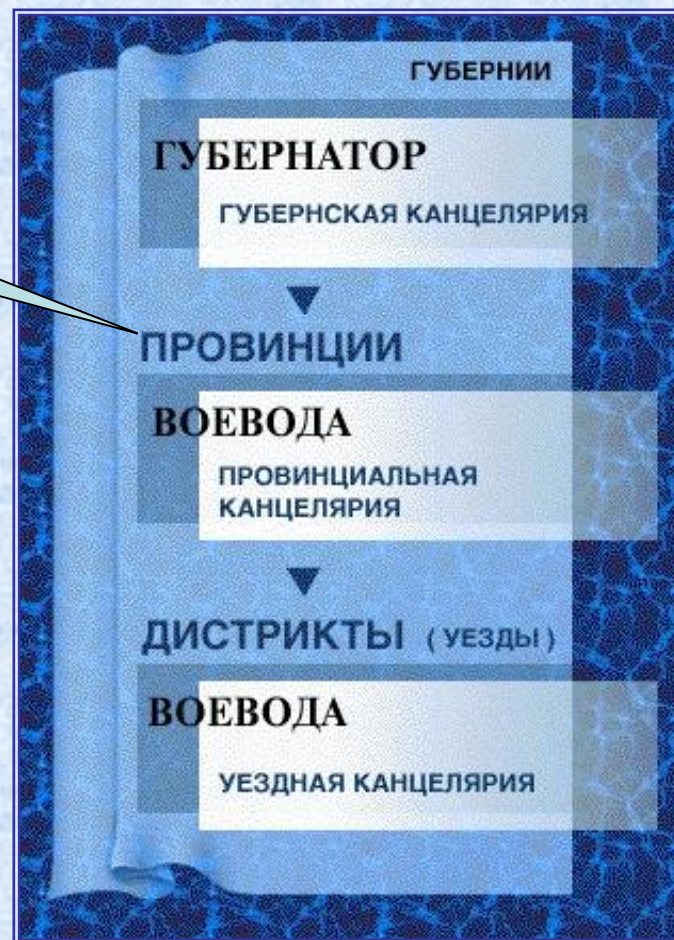 ГУБЕРНИИ
ГУБЕРНАТОР
ГУБЕРНСКАЯ КАНЦЕЛЯРИЯ
ПРОВИНЦИИ
ВОЕВОДА
ПРОВИНЦИАЛЬНАЯ
КАНЦЕЛЯРИЯ
ДИСТРИКТЫ (УЕЗДЫ)
ВОЕВОДА
УЕЗДНАЯ КАНЦЕЛЯРИЯ